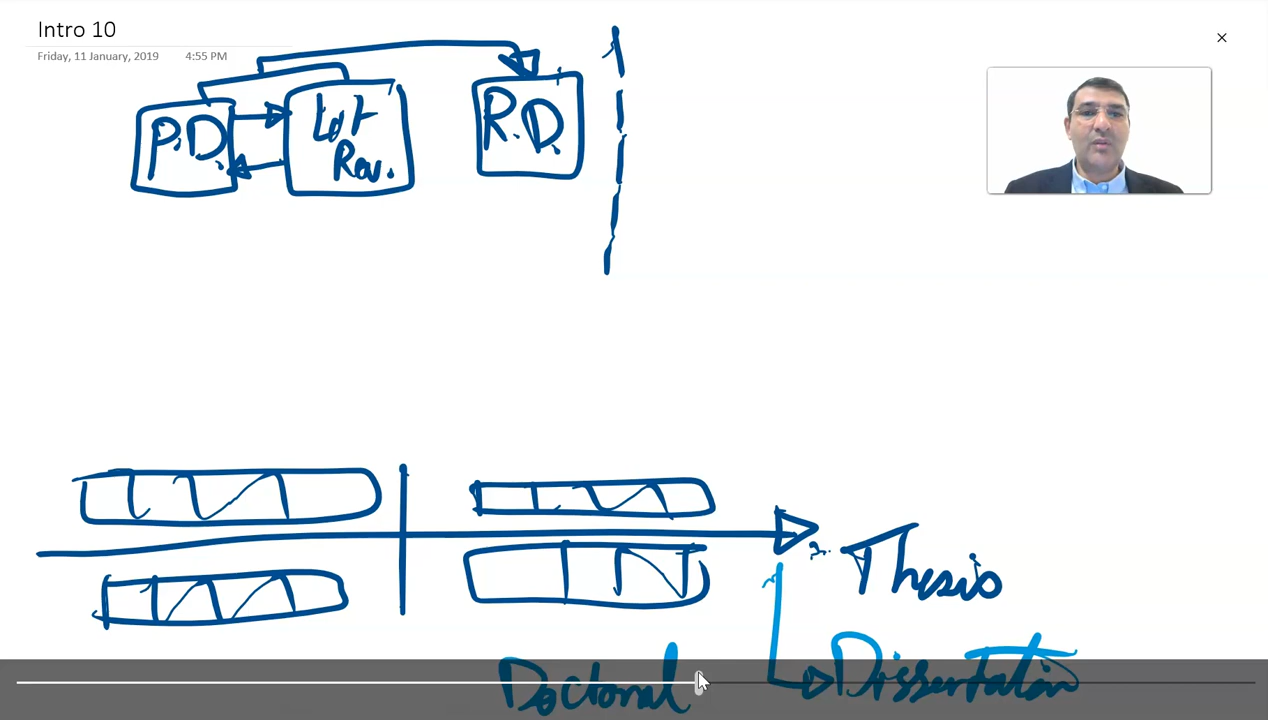 Intro 10
Friday, 11 January, 2019 4:55 PM
P.D.
Lit
Rev.
R.D.
Thesis
Dissertation
Doctoral